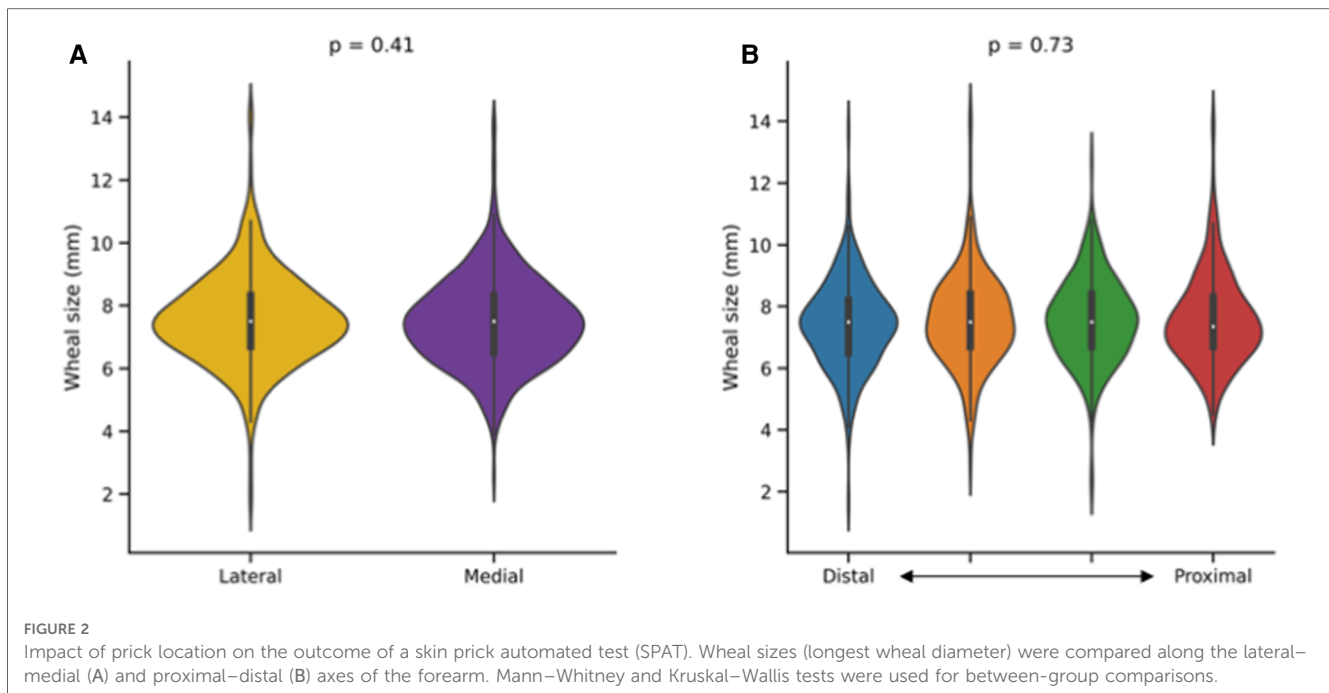 A
p = 0.41
Wheal size (mm)
14
12
10
8
6
4
2
Lateral
Medial
B
p = 0.73
Wheal size (mm)
14
12
10
8
6
4
2
Distal
Proximal
FIGURE 2
Impact of prick location on the outcome of a skin prick automated test (SPAT). Wheal sizes (longest wheal diameter) were compared along the lateral–
medial (A) and proximal–distal (B) axes of the forearm. Mann–Whitney and Kruskal–Wallis tests were used for between-group comparisons.